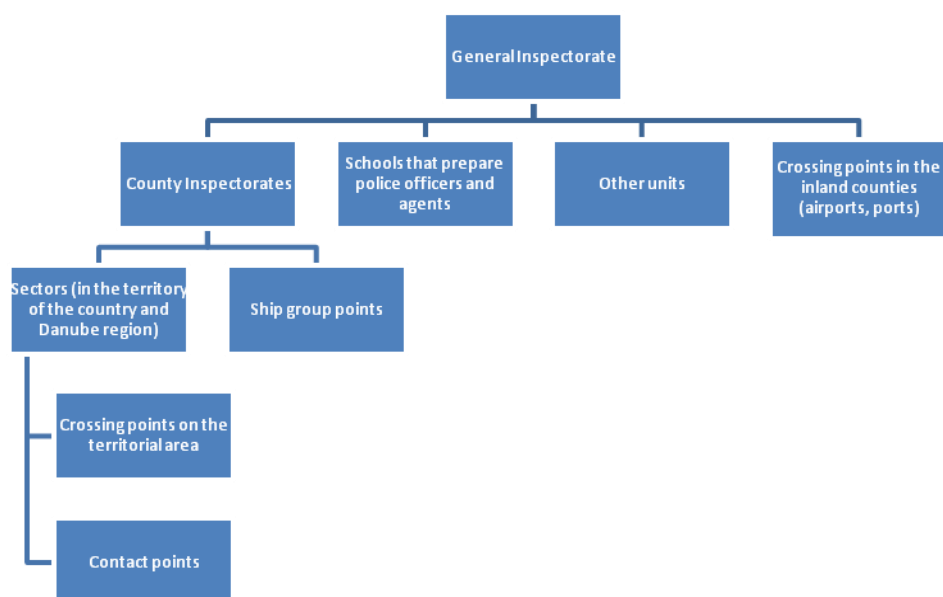 General Inspectorate
County Inspectorates
Schools that prepare
police officers and
agents
Other units
Crossing points in the
inland counties
(airports, ports)
Sectors (in the territory
of the country and
Danube region)
Ship group points
Crossing points on the
territorial area
Contact points